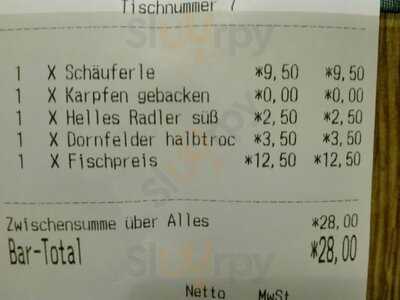 Tischnummer 7
1 X Schäuferle *9,50 *9,50
1 X Karpfen gebacken *0,00 *0,00
1 X Helles Radler süß *2,50 *2,50
1 X Dornfelder halbtroc *3,50 *3,50
1 X Fischpreis *12,50 *12,50
Zwischensumme über Alles *28,00
Bar-Total *28,00
Netto MwSt
Sluurpy
Sluurpy